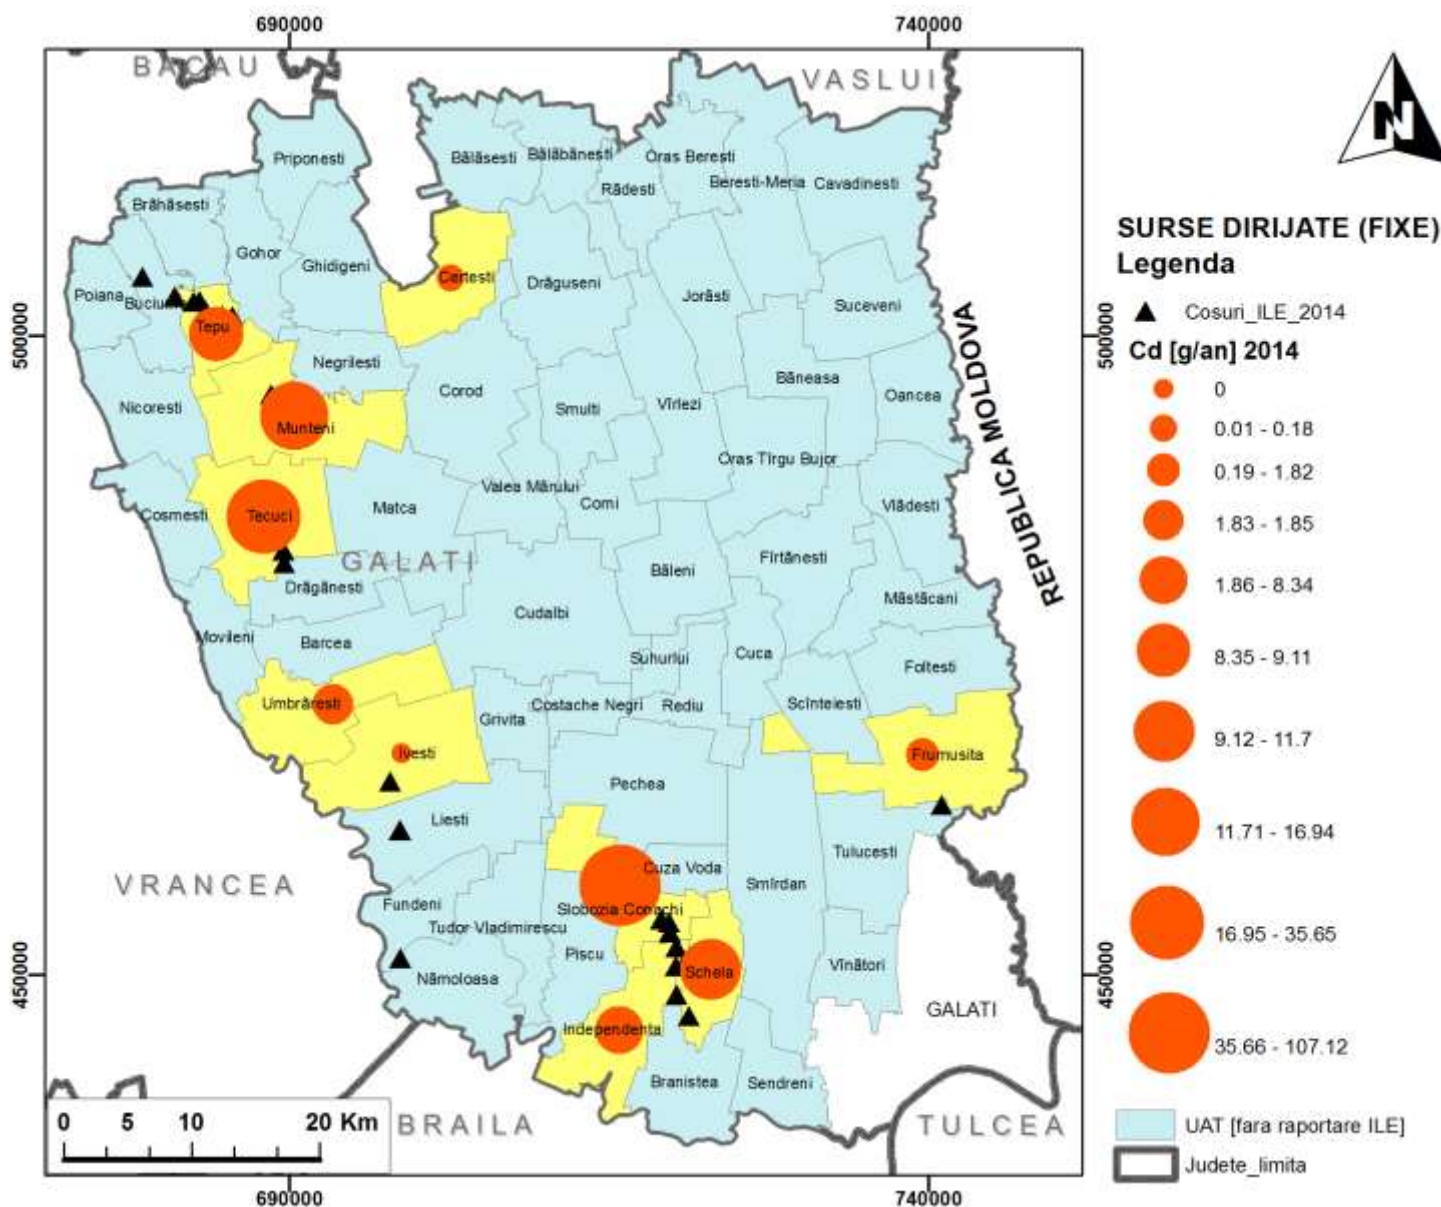 690000
740000
BACAU
VASLUI
N
Priponesti
Bălăsesti
Bălăbănesti
Oras Beresti
Rădesti
Beresti-Meria
Cavadinesti
Brăhăsesti
Gohor
Ghidigeni
Certesti
Drăguseni
Jorăsti
Suceveni
Poiana
Tepu
500000
500000
Negrilesti
Corod
Băneasa
Oancea
Nicoresti
Smulti
Vîrlezi
Munteni
Oras Tîrgu Bujor
Valea Mărului
Comi
Matca
Cosmesti
Tecuci
Vlădesti
GALATI
Fîrtănesti
Băleni
Drăgănesti
Cudalbi
Măstăcani
Movileni
Barcea
Suhurlui
Cuca
Foltesti
Umbrăresti
Grivita
Costache Negri
Rediu
Scînteiesti
Ivesti
Frumusita
Pechea
Liesti
Tulucesti
Cuza Voda
Smîrdan
VRANCEA
Fundeni
Slobozia Conachi
Tudor Vladimirescu
Piscu
Schela
Vînători
Nămoloasa
450000
450000
GALATI
Independenta
Branistea
Sendreni
BRAILA
TULCEA
REPUBLICA MOLDOVA
0 5 10 20 Km
690000
740000
SURSE DIRIJATE (FIXE)
Legenda
Cosuri_ILE_2014
Cd [g/an] 2014
0
0.01 - 0.18
0.19 - 1.82
1.83 - 1.85
1.86 - 8.34
8.35 - 9.11
9.12 - 11.7
11.71 - 16.94
16.95 - 35.65
35.66 - 107.12
UAT [fara raportare ILE]
Judete_limita